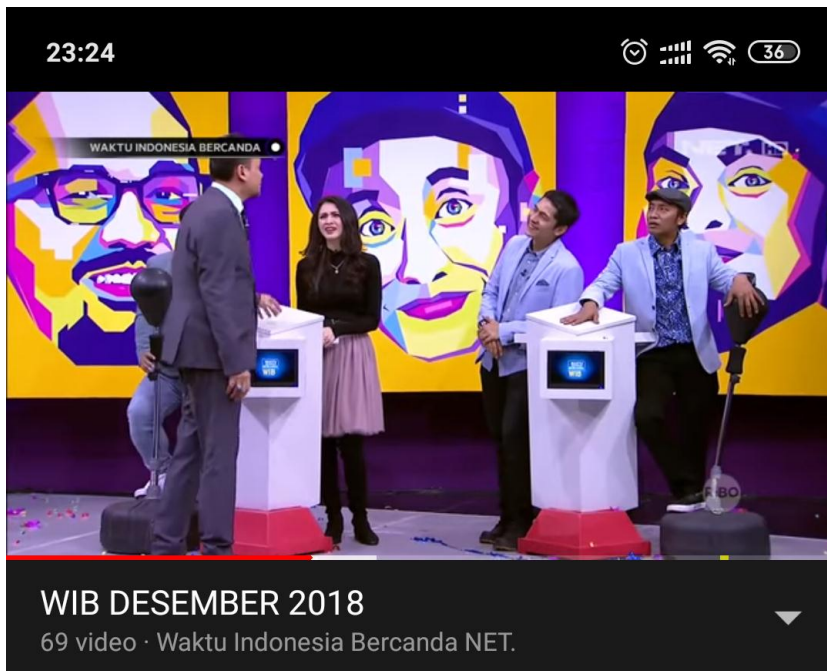 23:24
36
WAKTU INDONESIA BERCANDA
NET. HD
WIB
WIB
WIB DESEMBER 2018
69 video · Waktu Indonesia Bercanda NET.